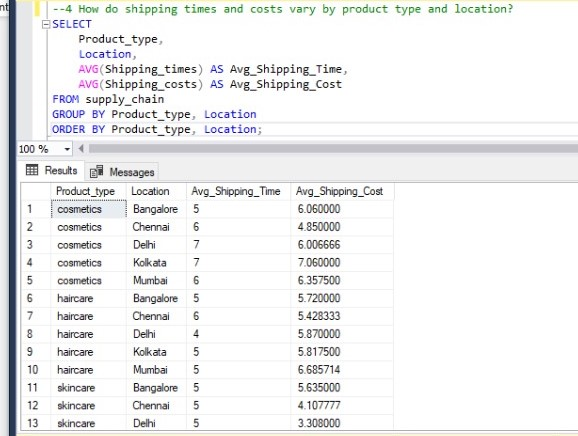 nt
--4 How do shipping times and costs vary by product type and location?
SELECT
Product_type,
Location,
AVG(Shipping_times) AS Avg_Shipping_Time,
AVG(Shipping_costs) AS Avg_Shipping_Cost
FROM supply_chain
GROUP BY Product_type, Location
ORDER BY Product_type, Location;
100 %
Results Messages
Product_type Location Avg_Shipping_Time Avg_Shipping_Cost
1 cosmetics Bangalore 5 6.060000
2 cosmetics Chennai 6 4.850000
3 cosmetics Delhi 7 6.006666
4 cosmetics Kolkata 7 7.060000
5 cosmetics Mumbai 6 6.357500
6 haircare Bangalore 5 5.720000
7 haircare Chennai 6 5.428333
8 haircare Delhi 4 5.870000
9 haircare Kolkata 5 5.817500
10 haircare Mumbai 5 6.685714
11 skincare Bangalore 5 5.635000
12 skincare Chennai 5 4.107777
13 skincare Delhi 5 3.308000